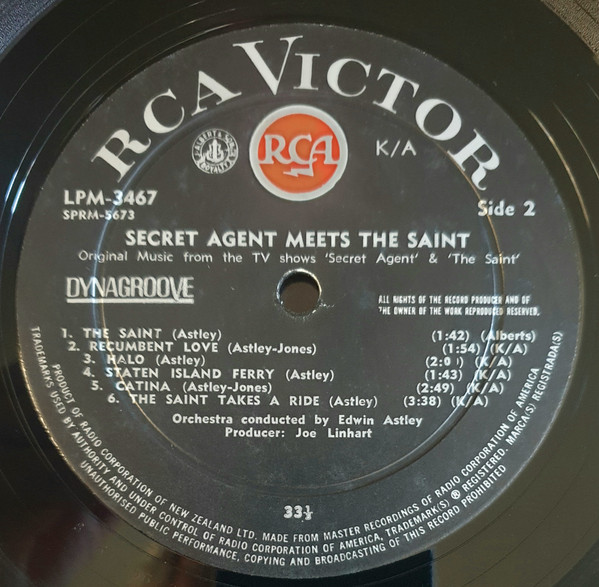 RCA VICTOR
RCA
K/A
LPM-3467
SPRM-5673
Side 2
SECRET AGENT MEETS THE SAINT
Original Music from the TV shows 'Secret Agent' & 'The Saint'
DYNAGROOVE
ALL RIGHTS OF THE RECORD PRODUCER AND OF
THE OWNER OF THE WORK REPRODUCED RESERVED.
1. THE SAINT (Astley) (1:42) (Alberts)
2. RECUMBENT LOVE (Astley-Jones) (1:54) (K/A)
3. HALO (Astley) (K/A)
4. STATEN ISLAND FERRY (Astley) (1:43) (K/A)
5. CATINA (Astley-Jones) (2:49) (K/A)
6. THE SAINT TAKES A RIDE (Astley) (3:38) (K/A)
Orchestra conducted by Edwin Astley
Producer: Joe Linhart
33⅓
PRODUCT OF RADIO CORPORATION OF NEW ZEALAND LTD. MADE FROM MASTER RECORDINGS OF RADIO CORPORATION OF AMERICA
TRADEMARKS USED BY AUTHORITY AND UNDER CONTROL OF RADIO CORPORATION OF AMERICA, TRADEMARK(S) ® REGISTERED. MARCA(S) REGISTRADA(S)
UNAUTHORISED PUBLIC PERFORMANCE, COPYING AND BROADCASTING OF THIS RECORD PROHIBITED